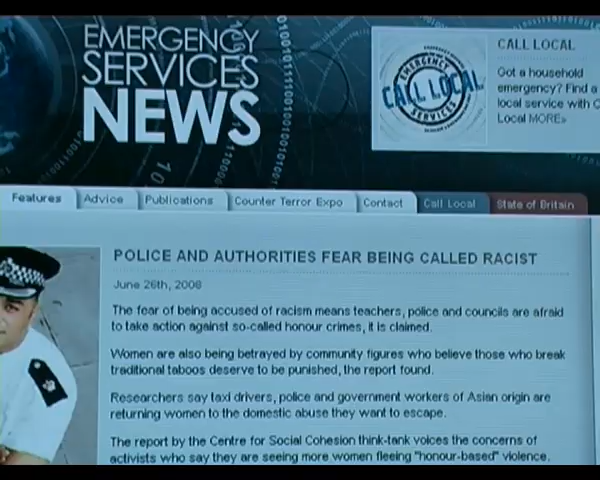 EMERGENCY
SERVICES
NEWS
EMERGENCY
CALL LOCAL
SERVICES
CALL LOCAL
Got a household
emergency? Find a
local service with
Local MORE»
Features
Advice
Publications
Counter Terror Expo
Contact
Call Local
State of Britain
POLICE AND AUTHORITIES FEAR BEING CALLED RACIST
June 26th, 2008
The fear of being accused of racism means teachers, police and councils are afraid
to take action against so-called honour crimes, it is claimed.
Women are also being betrayed by community figures who believe those who break
traditional taboos deserve to be punished, the report found.
Researchers say taxi drivers, police and government workers of Asian origin are
returning women to the domestic abuse they want to escape.
The report by the Centre for Social Cohesion think-tank voices the concerns of
activists who say they are seeing more women fleeing "honour-based" violence.